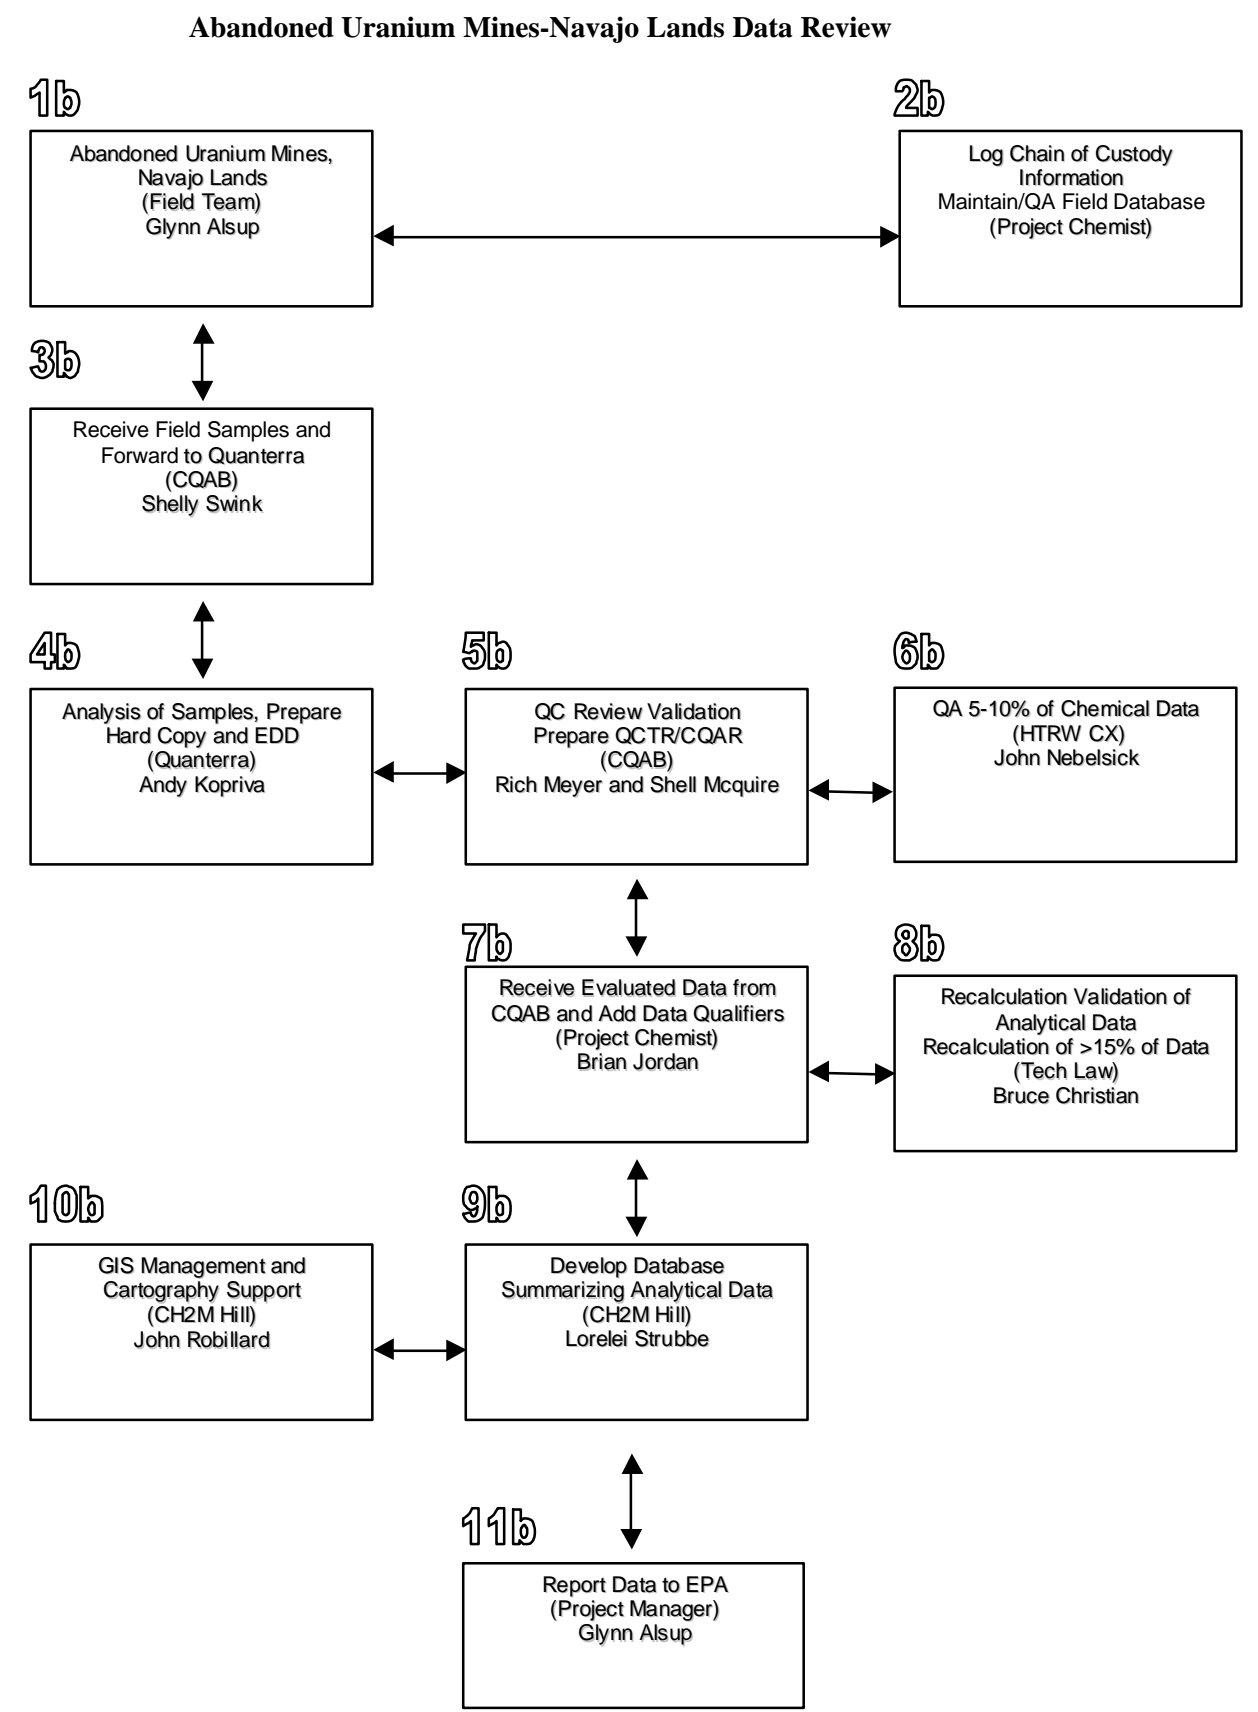 Abandoned Uranium Mines-Navajo Lands Data Review
1b
Abandoned Uranium Mines,
Navajo Lands
(Field Team)
Glynn Alsup
2b
Log Chain of Custody
Information
Maintain/QA Field Database
(Project Chemist)
3b
Receive Field Samples and
Forward to Quanterra
(CQAB)
Shelly Swink
4b
Analysis of Samples, Prepare
Hard Copy and EDD
(Quanterra)
Andy Kopriva
5b
QC Review Validation
Prepare QCTR/CQAR
(CQAB)
Rich Meyer and Shell Mcquire
6b
QA 5-10% of Chemical Data
(HTRW CX)
John Nebelsick
7b
Receive Evaluated Data from
CQAB and Add Data Qualifiers
(Project Chemist)
Brian Jordan
8b
Recalculation Validation of
Analytical Data
Recalculation of >15% of Data
(Tech Law)
Bruce Christian
10b
GIS Management and
Cartography Support
(CH2M Hill)
John Robillard
9b
Develop Database
Summarizing Analytical Data
(CH2M Hill)
Lorelei Strubbe
11b
Report Data to EPA
(Project Manager)
Glynn Alsup